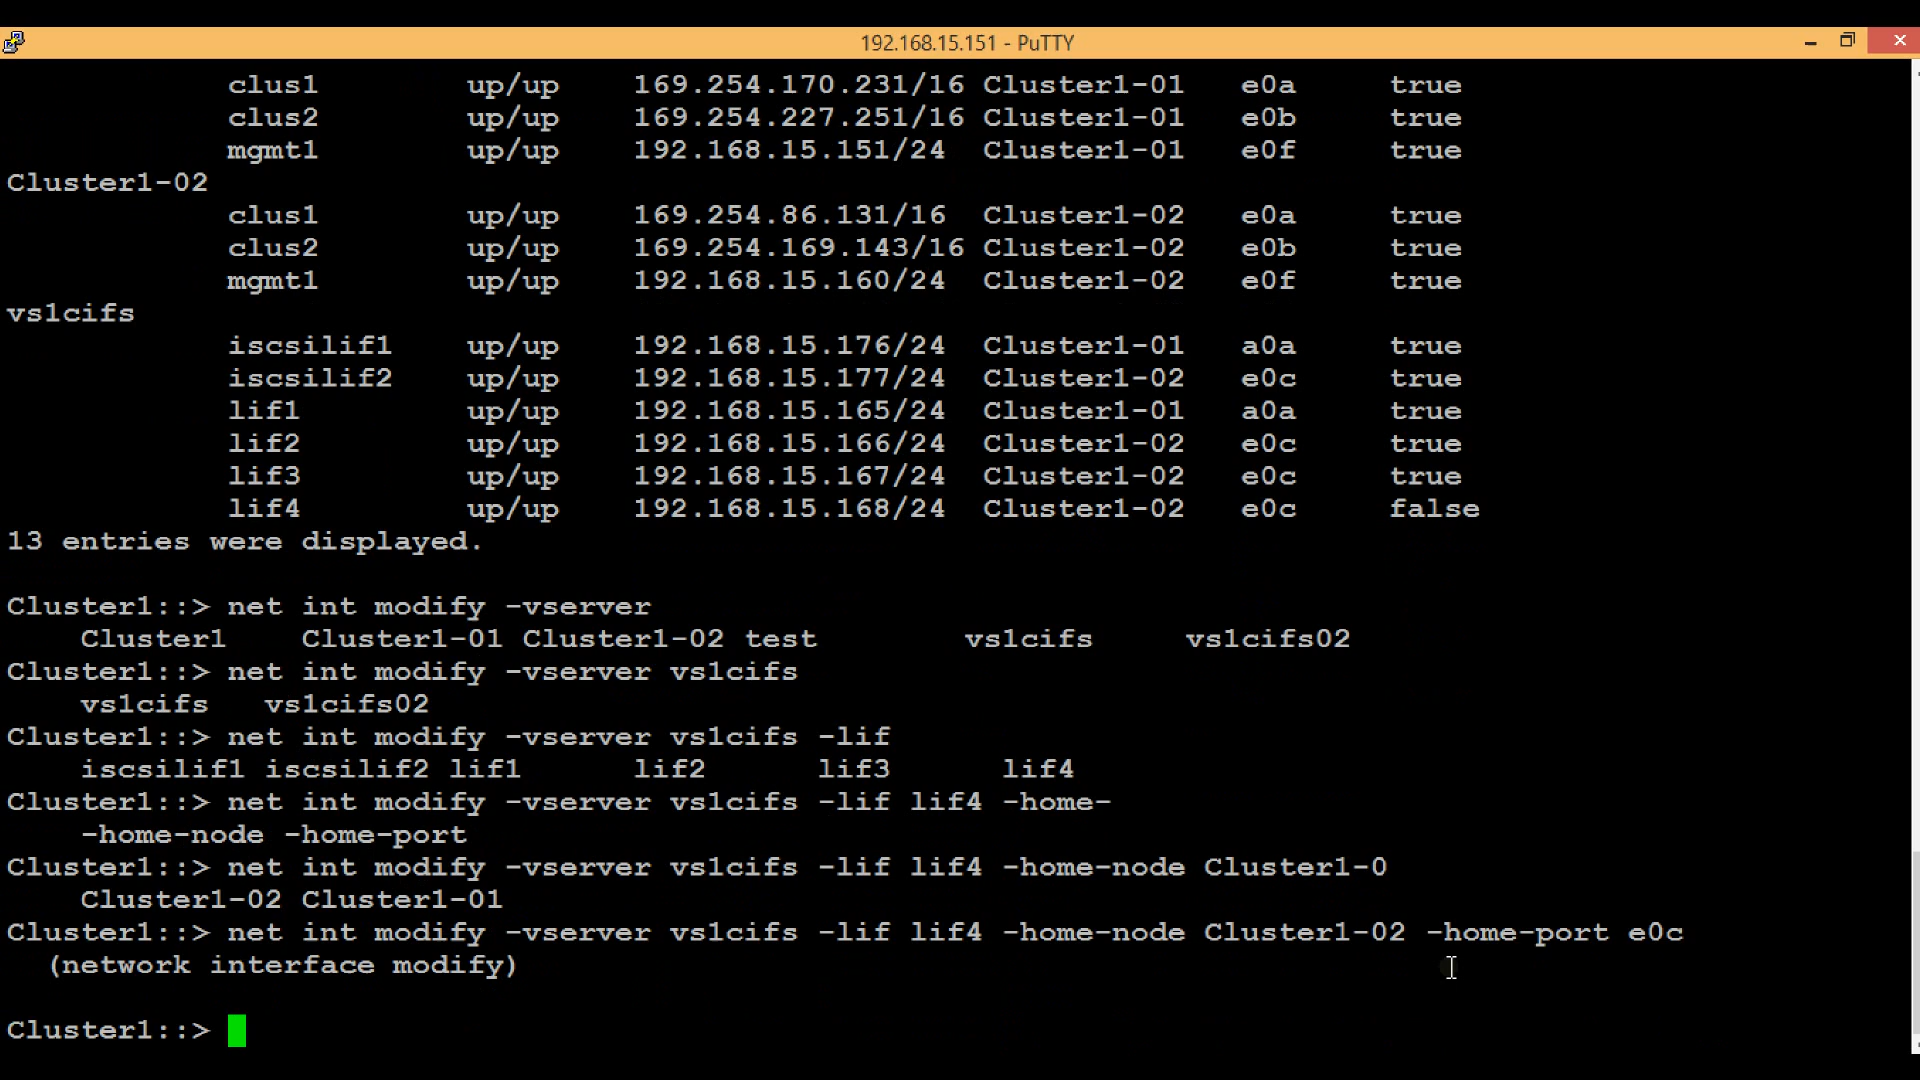 192.168.15.151 - PuTTY
clus1 up/up 169.254.170.231/16 Cluster1-01 e0a true
clus2 up/up 169.254.227.251/16 Cluster1-01 e0b true
mgmt1 up/up 192.168.15.151/24 Cluster1-01 e0f true
Cluster1-02
clus1 up/up 169.254.86.131/16 Cluster1-02 e0a true
clus2 up/up 169.254.169.143/16 Cluster1-02 e0b true
mgmt1 up/up 192.168.15.160/24 Cluster1-02 e0f true
vs1cifs
iscsilif1 up/up 192.168.15.176/24 Cluster1-01 a0a true
iscsilif2 up/up 192.168.15.177/24 Cluster1-02 e0c true
lif1 up/up 192.168.15.165/24 Cluster1-01 a0a true
lif2 up/up 192.168.15.166/24 Cluster1-02 e0c true
lif3 up/up 192.168.15.167/24 Cluster1-02 e0c true
lif4 up/up 192.168.15.168/24 Cluster1-02 e0c false
13 entries were displayed.
Cluster1::> net int modify -vserver
Cluster1 Cluster1-01 Cluster1-02 test vs1cifs vs1cifs02
Cluster1::> net int modify -vserver vs1cifs
vs1cifs vs1cifs02
Cluster1::> net int modify -vserver vs1cifs -lif
iscsilif1 iscsilif2 lif1 lif2 lif3 lif4
Cluster1::> net int modify -vserver vs1cifs -lif lif4 -home-
-home-node -home-port
Cluster1::> net int modify -vserver vs1cifs -lif lif4 -home-node Cluster1-0
Cluster1-02 Cluster1-01
Cluster1::> net int modify -vserver vs1cifs -lif lif4 -home-node Cluster1-02 -home-port e0c
(network interface modify)
Cluster1::>